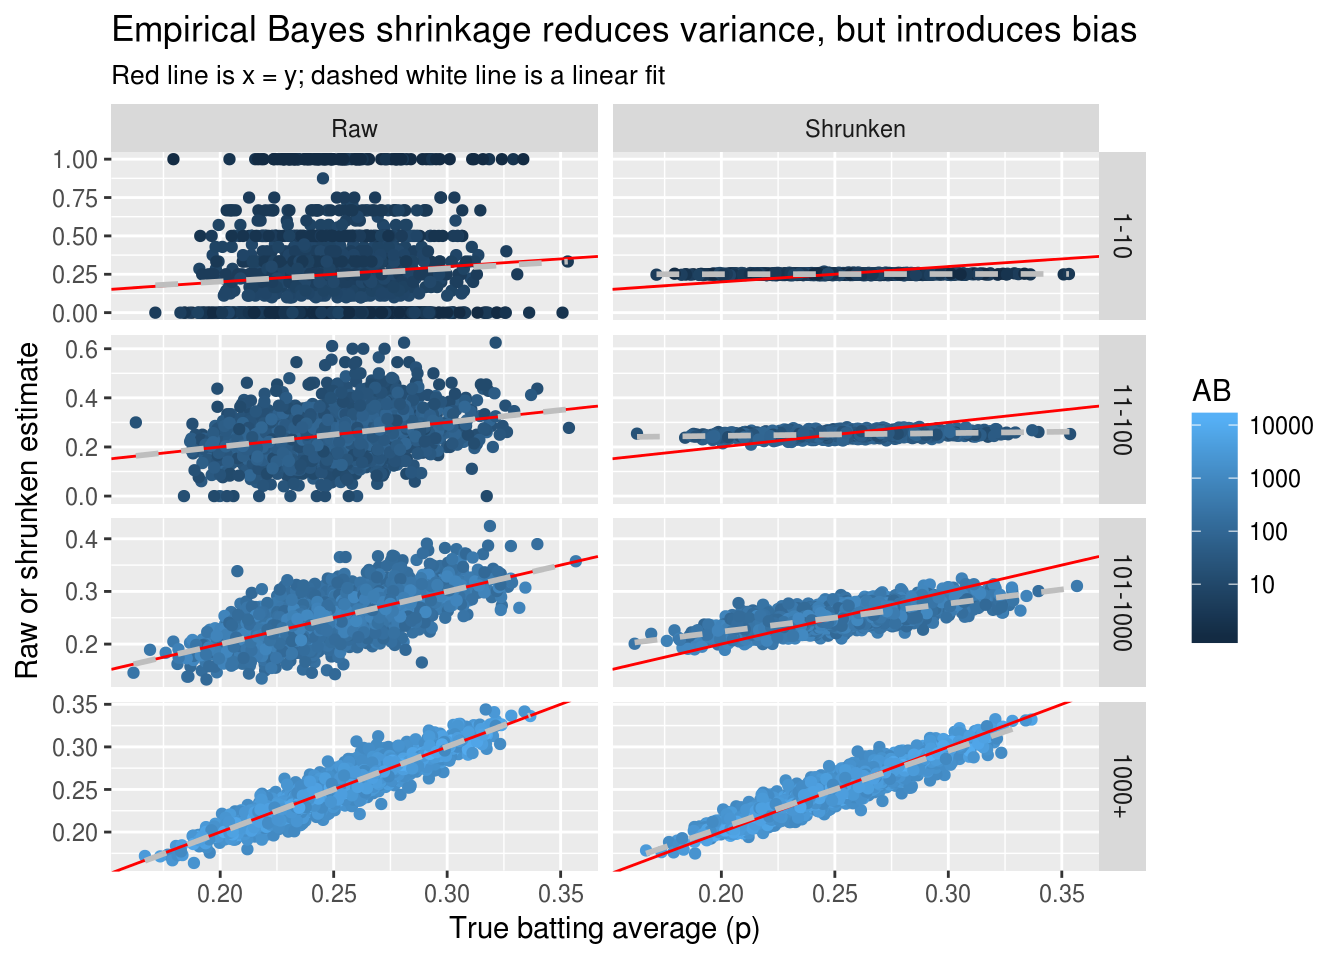 Empirical Bayes shrinkage reduces variance, but introduces bias
Red line is x = y; dashed white line is a linear fit
Raw
Shrunken
1.00
0.75
0.50
0.25
0.00
1-10
0.6
0.4
0.2
0.0
11-100
0.4
0.3
0.2
101-1000
0.35
0.30
0.25
0.20
1000+
0.20 0.25 0.30 0.35
0.20 0.25 0.30 0.35
True batting average (p)
Raw or shrunken estimate
AB
10000
1000
100
10